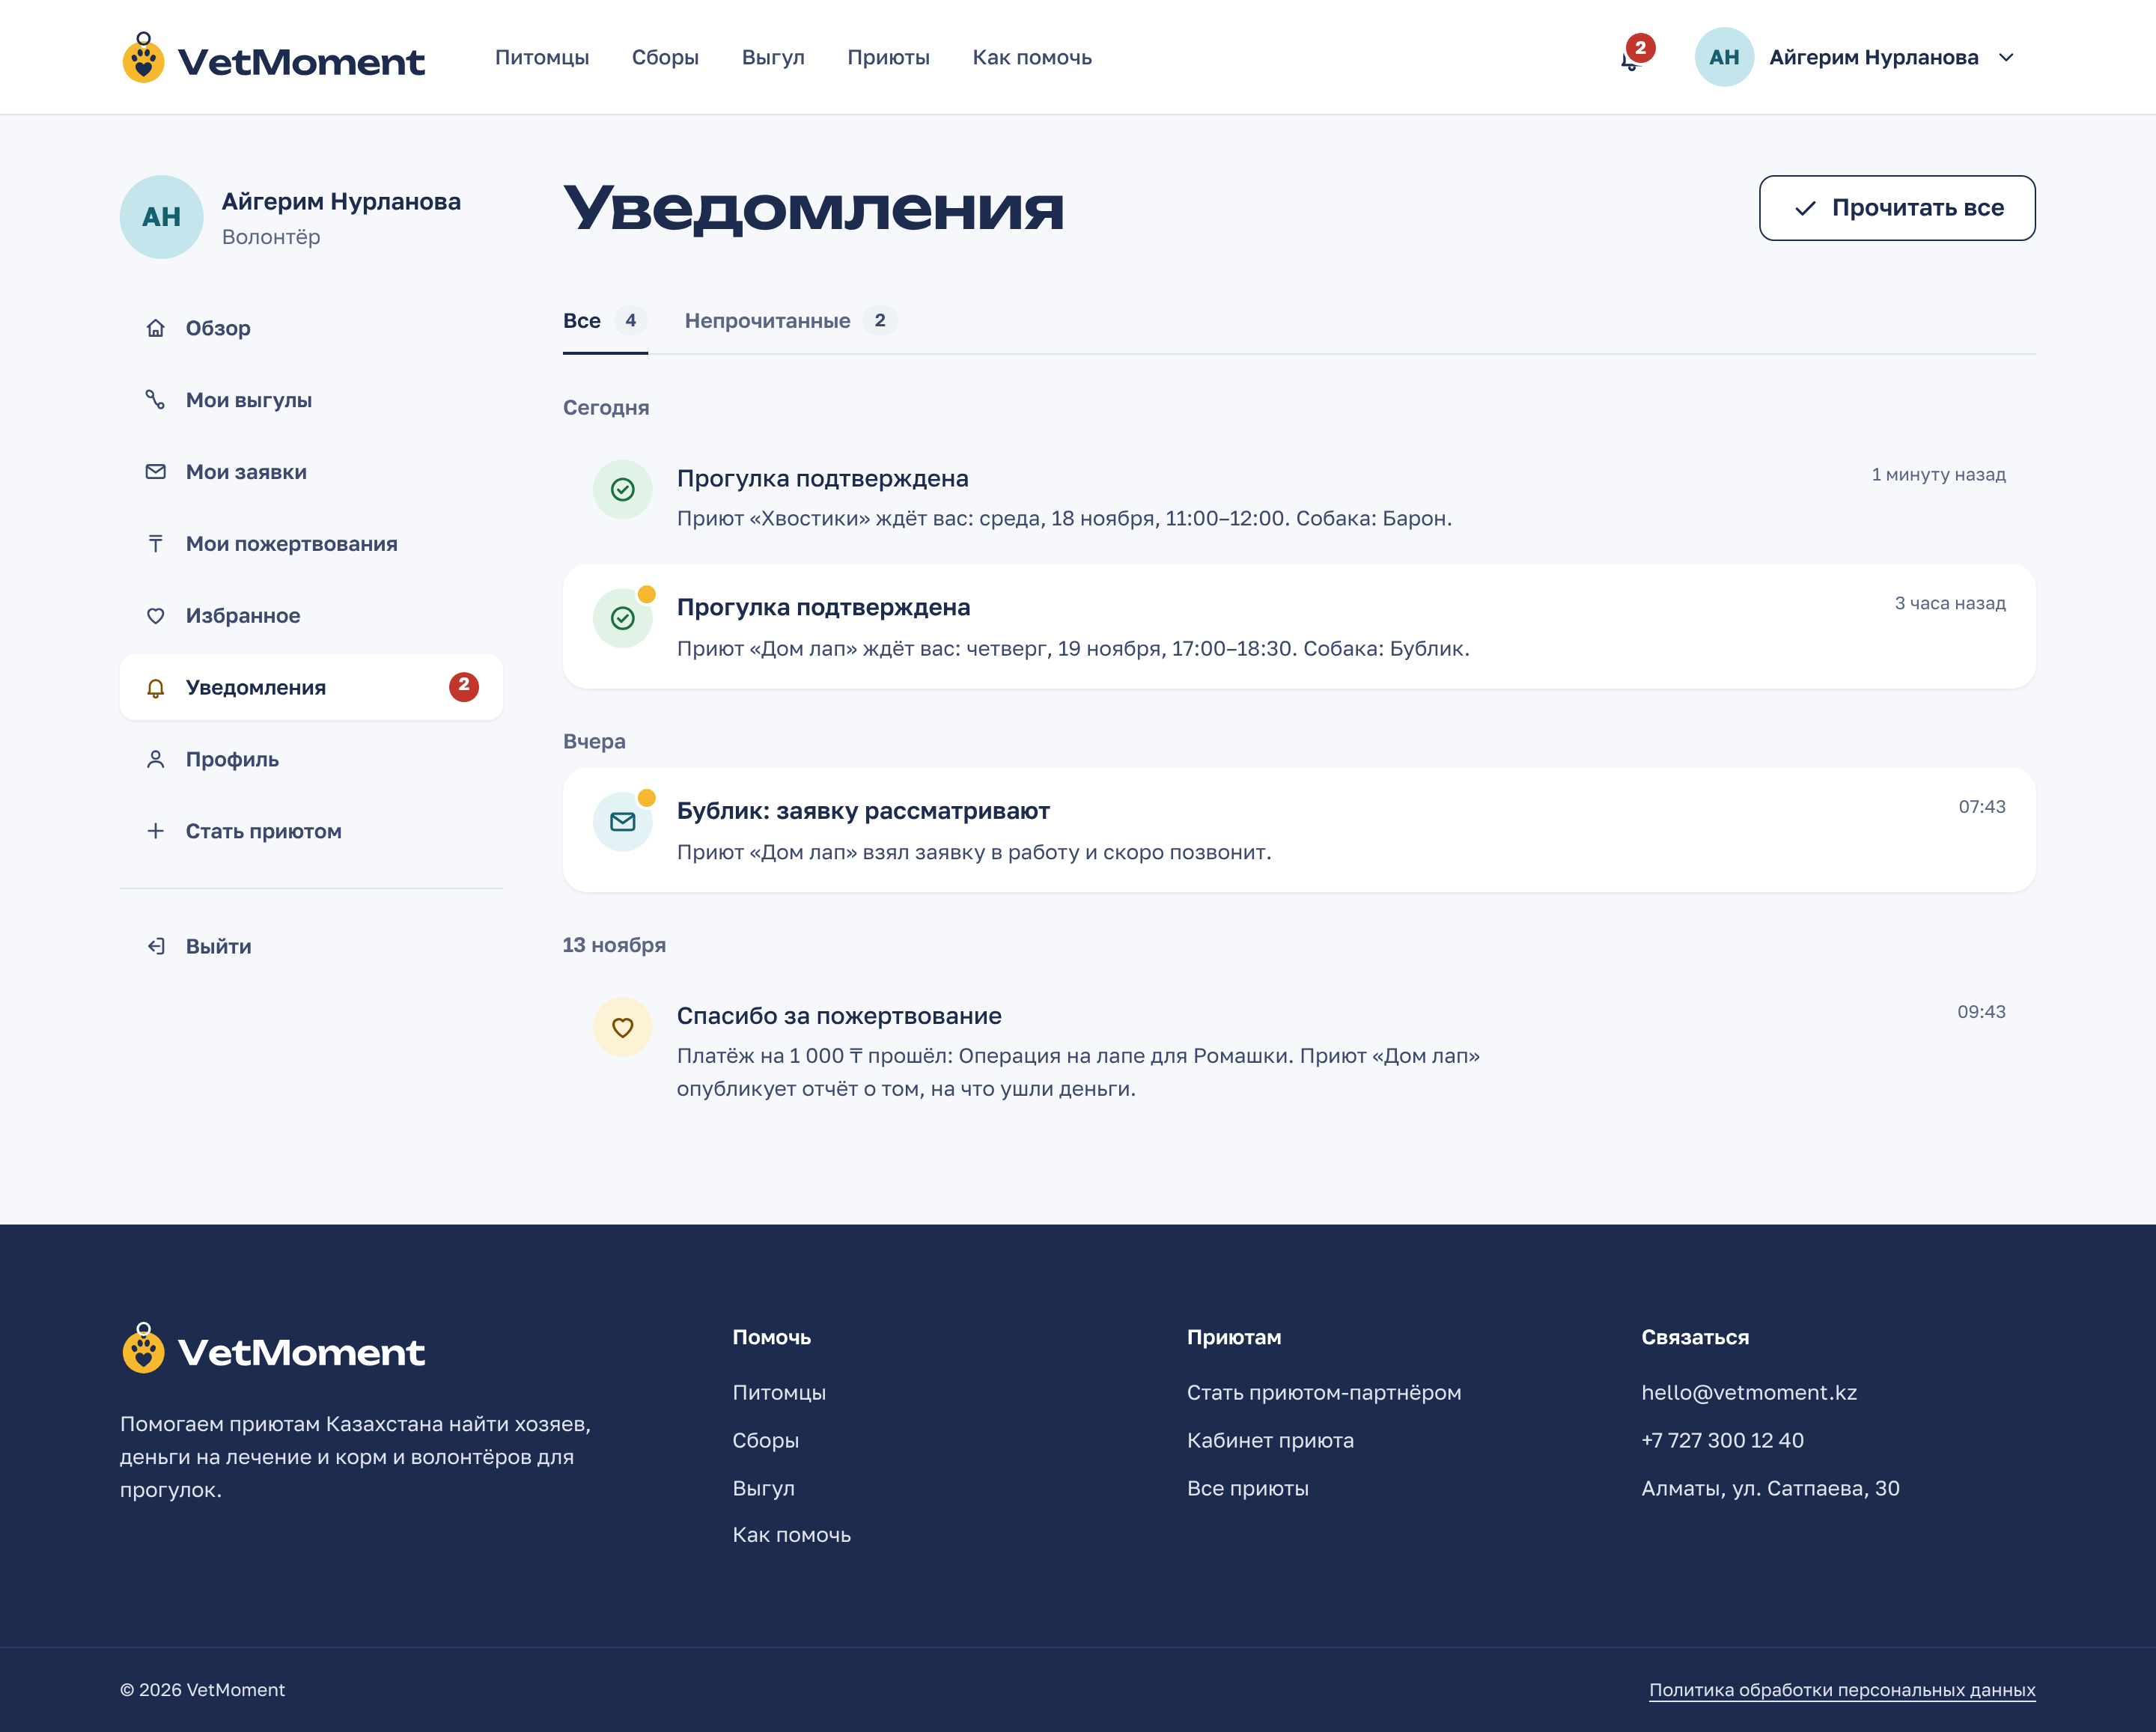 VetMoment
Питомцы
Сборы
Выгул
Приюты
Как помочь
2
АН
Айгерим Нурланова
АН
Айгерим Нурланова
Волонтёр
Обзор
Мои выгулы
Мои заявки
₸ Мои пожертвования
Избранное
Уведомления
2
Профиль
Стать приютом
Выйти
Уведомления
Прочитать все
Все 4
Непрочитанные 2
Сегодня
Прогулка подтверждена
1 минуту назад
Приют «Хвостики» ждёт вас: среда, 18 ноября, 11:00–12:00. Собака: Барон.
Прогулка подтверждена
3 часа назад
Приют «Дом лап» ждёт вас: четверг, 19 ноября, 17:00–18:30. Собака: Бублик.
Вчера
Бублик: заявку рассматривают
07:43
Приют «Дом лап» взял заявку в работу и скоро позвонит.
13 ноября
Спасибо за пожертвование
09:43
Платёж на 1 000 ₸ прошёл: Операция на лапе для Ромашки. Приют «Дом лап»
опубликует отчёт о том, на что ушли деньги.
VetMoment
Помогаем приютам Казахстана найти хозяев,
деньги на лечение и корм и волонтёров для
прогулок.
Помочь
Питомцы
Сборы
Выгул
Как помочь
Приютам
Стать приютом-партнёром
Кабинет приюта
Все приюты
Связаться
hello@vetmoment.kz
+7 727 300 12 40
Алматы, ул. Сатпаева, 30
© 2026 VetMoment
Политика обработки персональных данных